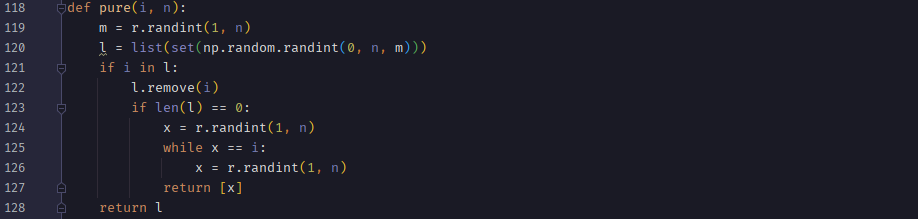 118 def pure(i, n):
119     m = r.randint(1, n)
120     l = list(set(np.random.randint(0, n, m)))
121     if i in l:
122         l.remove(i)
123         if len(l) == 0:
124             x = r.randint(1, n)
125             while x == i:
126                 x = r.randint(1, n)
127             return [x]
128     return l